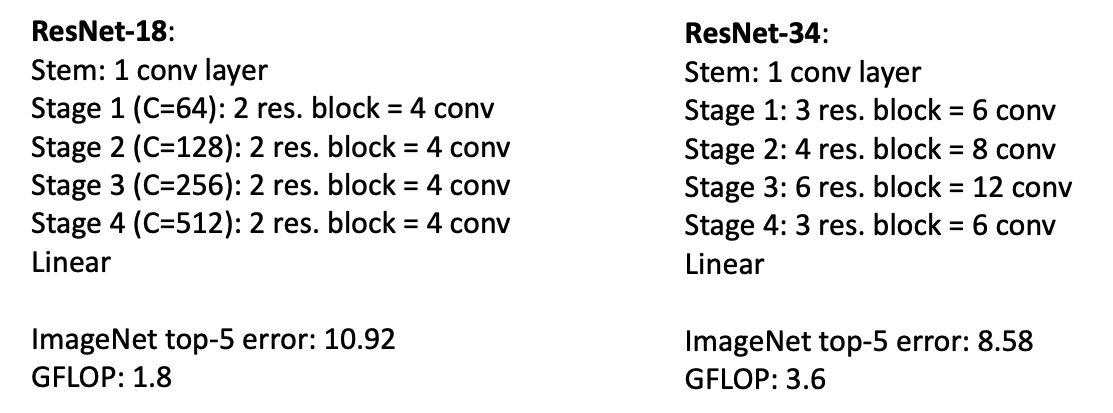 ResNet-18:
Stem: 1 conv layer
Stage 1 (C=64): 2 res. block = 4 conv
Stage 2 (C=128): 2 res. block = 4 conv
Stage 3 (C=256): 2 res. block = 4 conv
Stage 4 (C=512): 2 res. block = 4 conv
Linear
ImageNet top-5 error: 10.92
GFLOP: 1.8
ResNet-34:
Stem: 1 conv layer
Stage 1: 3 res. block = 6 conv
Stage 2: 4 res. block = 8 conv
Stage 3: 6 res. block = 12 conv
Stage 4: 3 res. block = 6 conv
Linear
ImageNet top-5 error: 8.58
GFLOP: 3.6